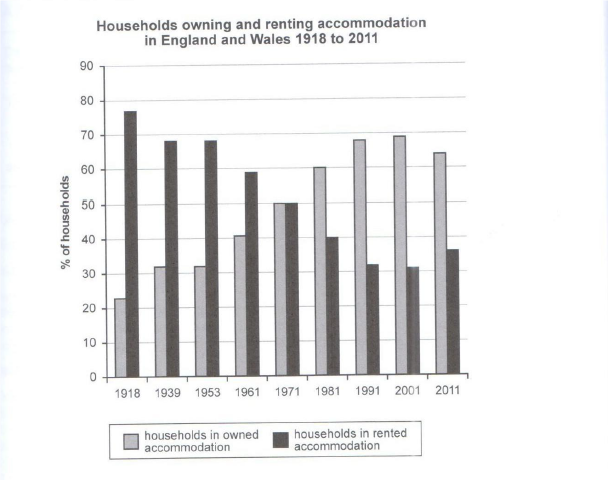 Households owning and renting accommodation
in England and Wales 1918 to 2011
90
80
70
60
50
40
30
20
10
0
% of households
1918 1939 1953 1961 1971 1981 1991 2001 2011
households in owned
accommodation
households in rented
accommodation